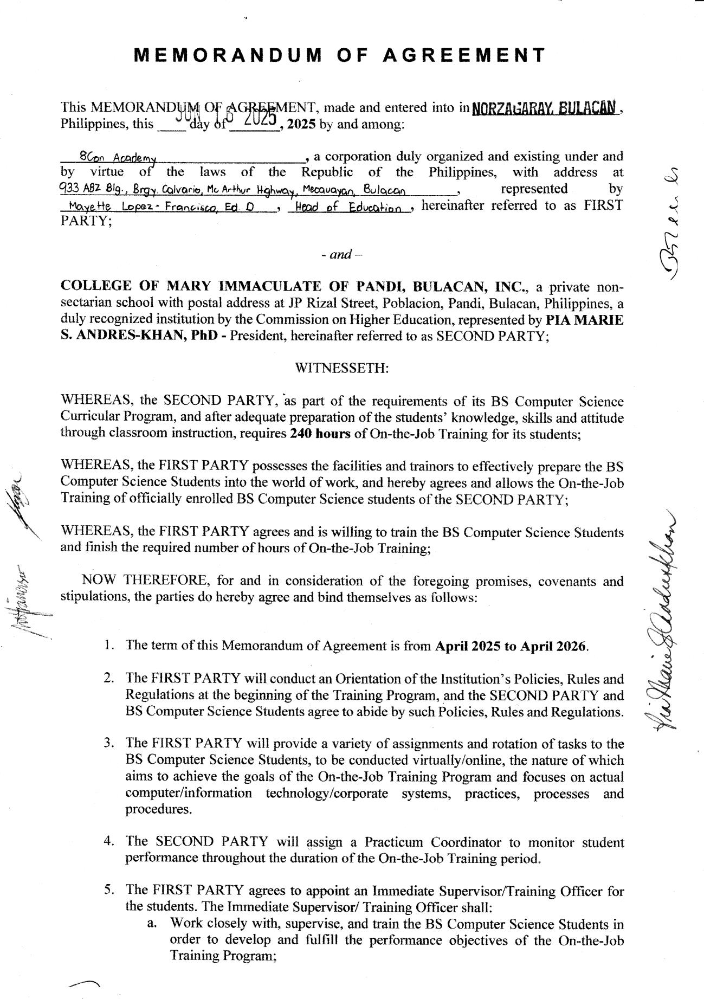 MEMORANDUM OF AGREEMENT
This MEMORANDUM OF AGREEMENT, made and entered into in NORZAGARAY, BULACAN,
Philippines, this ____ day of JUN 16 2025, 2025 by and among:
8Con Academy, a corporation duly organized and existing under and
by virtue of the laws of the Republic of the Philippines, with address at
933 ABZ Blg., Brgy. Calvario, Mc Arthur Highway, Mecauayan, Bulacan, represented by
Mayette Lopez - Francisco, Ed. D, Head of Education, hereinafter referred to as FIRST
PARTY;
- and –
COLLEGE OF MARY IMMACULATE OF PANDI, BULACAN, INC., a private non-
sectarian school with postal address at JP Rizal Street, Poblacion, Pandi, Bulacan, Philippines, a
duly recognized institution by the Commission on Higher Education, represented by PIA MARIE
S. ANDRES-KHAN, PhD - President, hereinafter referred to as SECOND PARTY;
WITNESSETH:
WHEREAS, the SECOND PARTY, as part of the requirements of its BS Computer Science
Curricular Program, and after adequate preparation of the students’ knowledge, skills and attitude
through classroom instruction, requires 240 hours of On-the-Job Training for its students;
WHEREAS, the FIRST PARTY possesses the facilities and trainors to effectively prepare the BS
Computer Science Students into the world of work, and hereby agrees and allows the On-the-Job
Training of officially enrolled BS Computer Science students of the SECOND PARTY;
WHEREAS, the FIRST PARTY agrees and is willing to train the BS Computer Science Students
and finish the required number of hours of On-the-Job Training;
NOW THEREFORE, for and in consideration of the foregoing promises, covenants and
stipulations, the parties do hereby agree and bind themselves as follows:
1. The term of this Memorandum of Agreement is from April 2025 to April 2026.
2. The FIRST PARTY will conduct an Orientation of the Institution’s Policies, Rules and
Regulations at the beginning of the Training Program, and the SECOND PARTY and
BS Computer Science Students agree to abide by such Policies, Rules and Regulations.
3. The FIRST PARTY will provide a variety of assignments and rotation of tasks to the
BS Computer Science Students, to be conducted virtually/online, the nature of which
aims to achieve the goals of the On-the-Job Training Program and focuses on actual
computer/information technology/corporate systems, practices, processes and
procedures.
4. The SECOND PARTY will assign a Practicum Coordinator to monitor student
performance throughout the duration of the On-the-Job Training period.
5. The FIRST PARTY agrees to appoint an Immediate Supervisor/Training Officer for
the students. The Immediate Supervisor/ Training Officer shall:
a. Work closely with, supervise, and train the BS Computer Science Students in
order to develop and fulfill the performance objectives of the On-the-Job
Training Program;